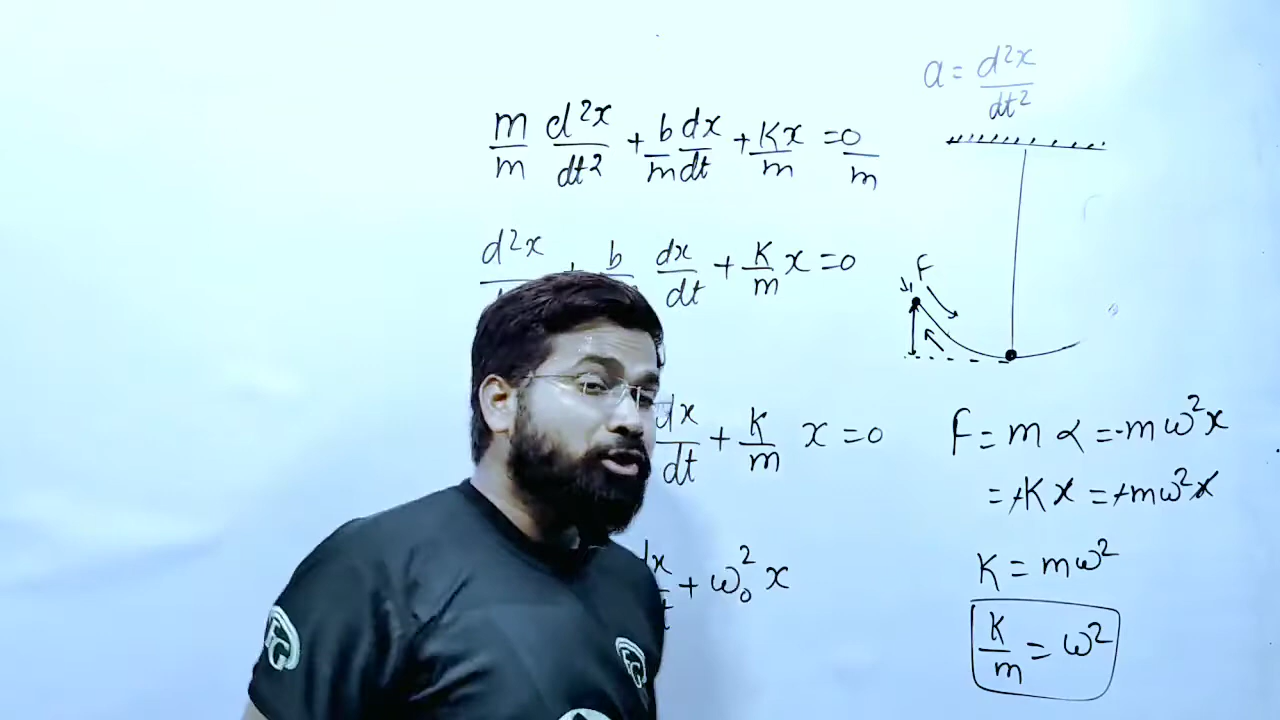 a = d²x/dt²
m/m d²x/dt² + b/m dx/dt + Kx/m = 0/m
d²x + b dx/dt + K/m x = 0
F
dx/dt + K/m x = 0
F = m α = -mω²x
= +K x = +mω²x
K = mω²
dx + ω₀² x
K/m = ω²